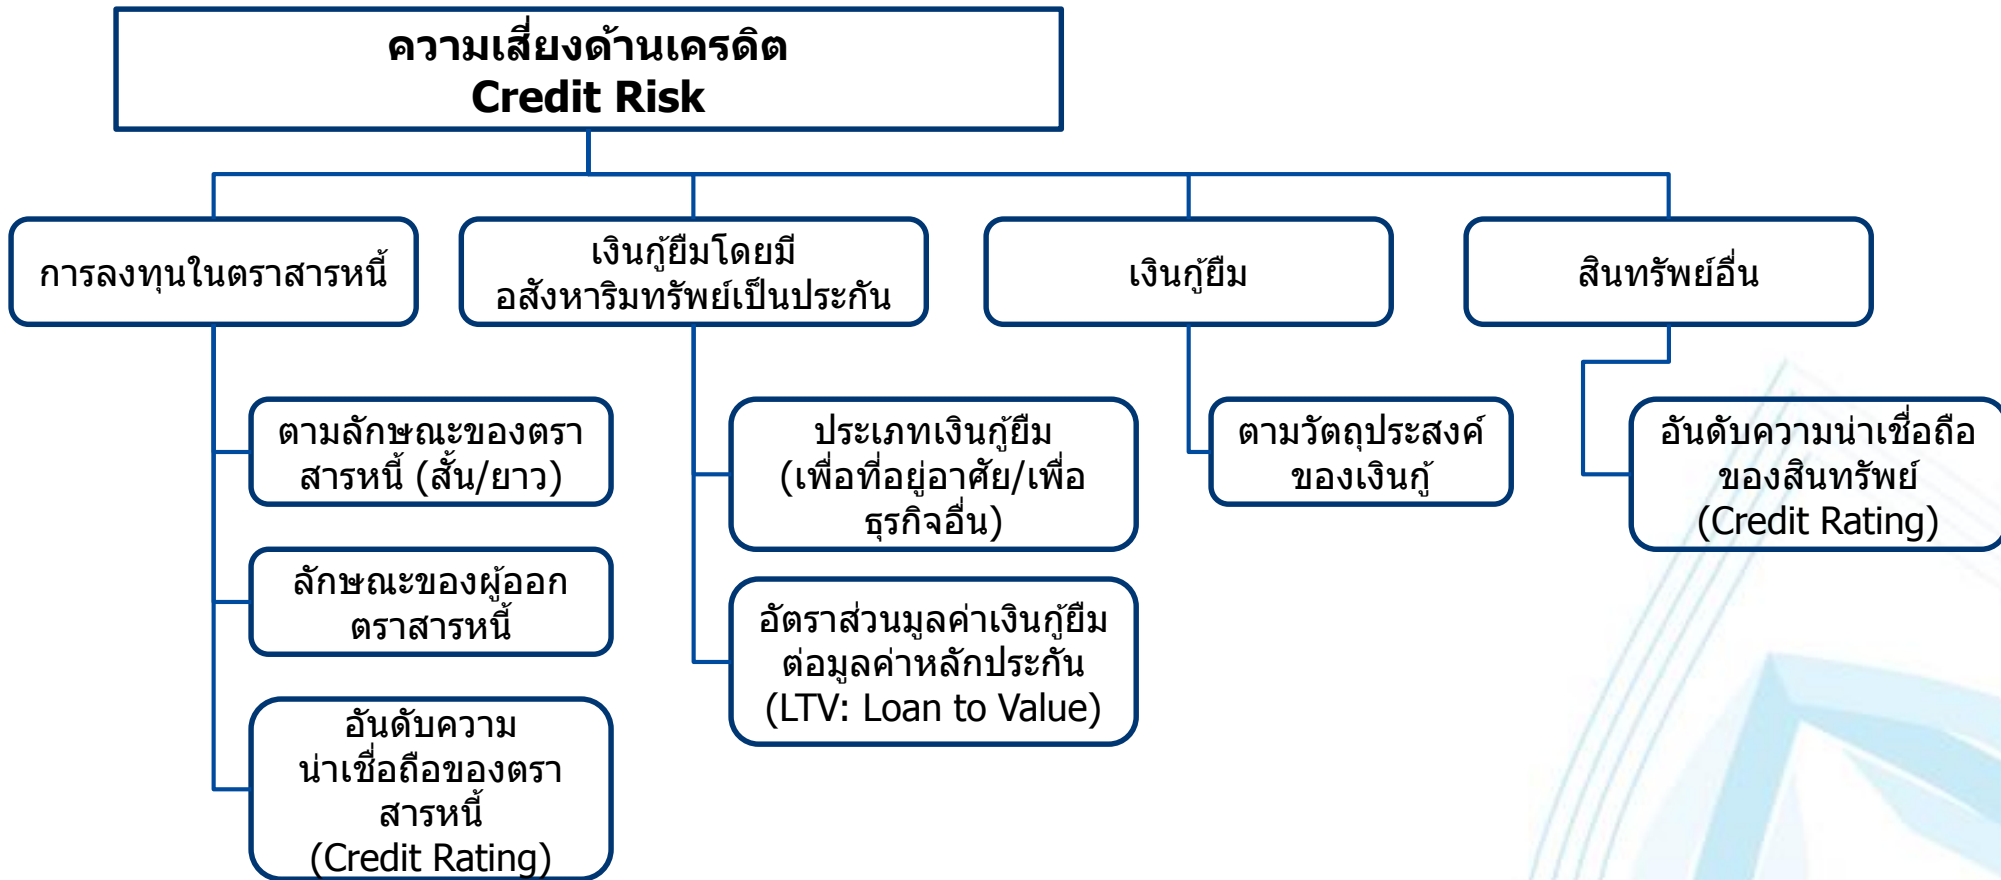 ความเสี่ยงด้านเครดิต
Credit Risk
การลงทุนในตราสารหนี้
เงินกู้ยืมโดยมี
อสังหาริมทรัพย์เป็นประกัน
เงินกู้ยืม
สินทรัพย์อื่น
ตามลักษณะของตรา
สารหนี้ (สั้น/ยาว)
ลักษณะของผู้ออก
ตราสารหนี้
อันดับความ
น่าเชื่อถือของตรา
สารหนี้
(Credit Rating)
ประเภทเงินกู้ยืม
(เพื่อที่อยู่อาศัย/เพื่อ
ธุรกิจอื่น)
อัตราส่วนมูลค่าเงินกู้ยืม
ต่อมูลค่าหลักประกัน
(LTV: Loan to Value)
ตามวัตถุประสงค์
ของเงินกู้
อันดับความน่าเชื่อถือ
ของสินทรัพย์
(Credit Rating)